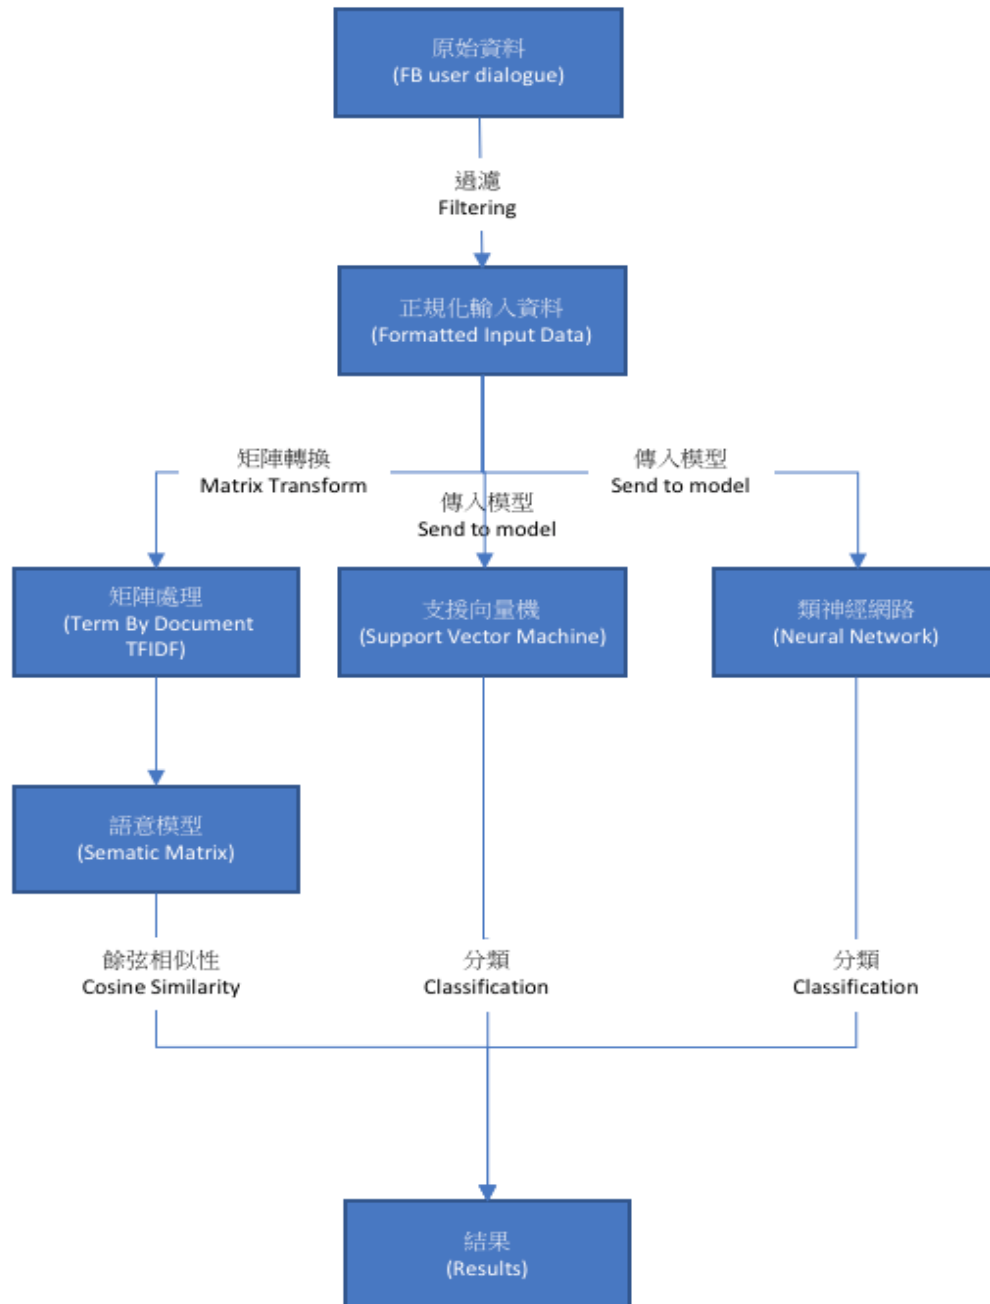 原始資料
(FB user dialogue)
過濾
Filtering
正規化輸入資料
(Formatted Input Data)
矩陣轉換
Matrix Transform
傳入模型
Send to model
傳入模型
Send to model
矩陣處理
(Term By Document
TFIDF)
支援向量機
(Support Vector Machine)
類神經網路
(Neural Network)
語意模型
(Sematic Matrix)
餘弦相似性
Cosine Similarity
分類
Classification
分類
Classification
結果
(Results)